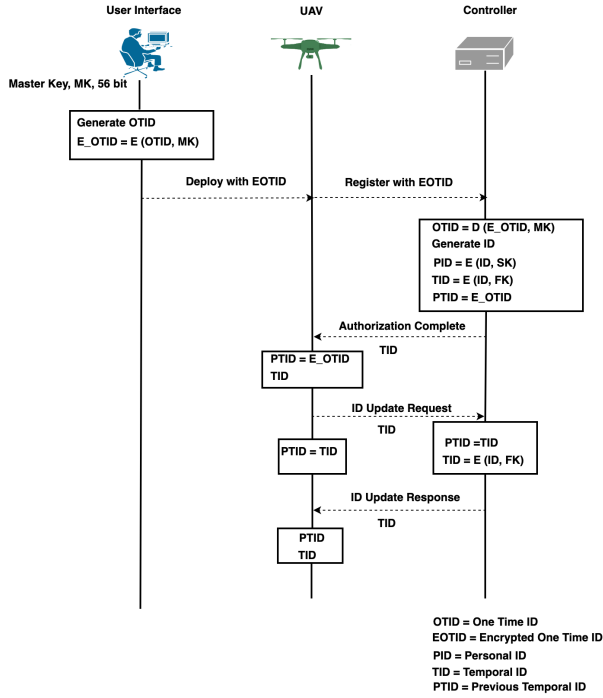 User Interface
UAV
Controller
Master Key, MK, 56 bit
Generate OTID
E_OTID = E (OTID, MK)
Deploy with EOTID
Register with EOTID
OTID = D (E_OTID, MK)
Generate ID
PID = E (ID, SK)
TID = E (ID, FK)
PTID = E_OTID
Authorization Complete
TID
PTID = E_OTID
TID
ID Update Request
TID
PTID = TID
PTID =TID
TID = E (ID, FK)
ID Update Response
TID
PTID
TID
OTID = One Time ID
EOTID = Encrypted One Time ID
PID = Personal ID
TID = Temporal ID
PTID = Previous Temporal ID